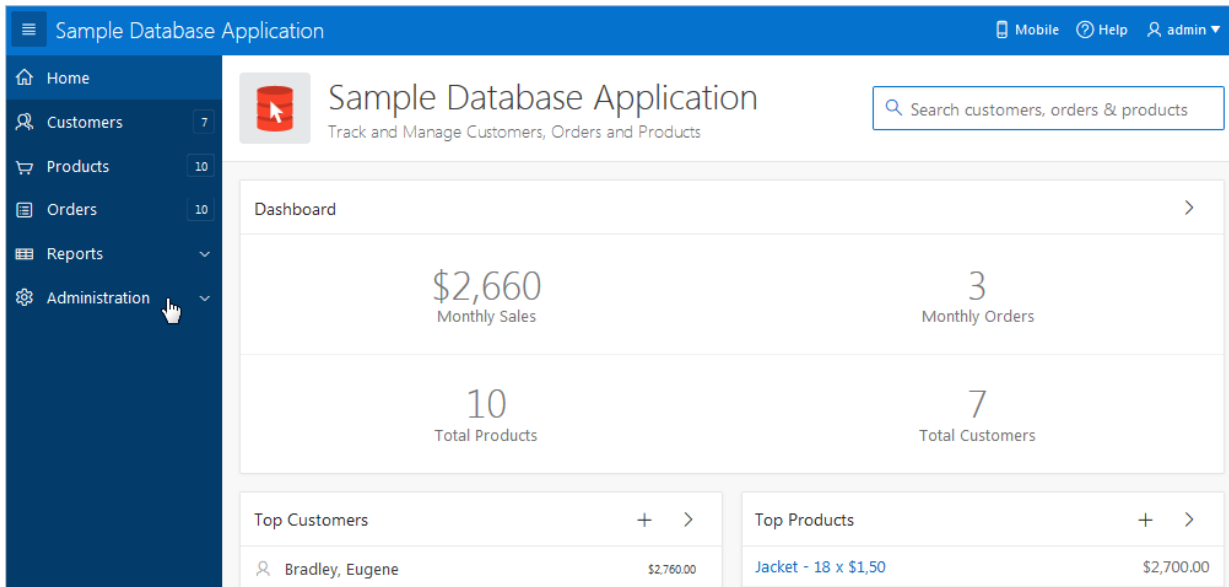 Sample Database Application
Mobile
Help
admin
Home
Customers 7
Products 10
Orders 10
Reports
Administration
Sample Database Application
Track and Manage Customers, Orders and Products
Search customers, orders & products
Dashboard
$2,660
Monthly Sales
3
Monthly Orders
10
Total Products
7
Total Customers
Top Customers
Bradley, Eugene $2,760.00
Top Products
Jacket - 18 x $1,50 $2,700.00